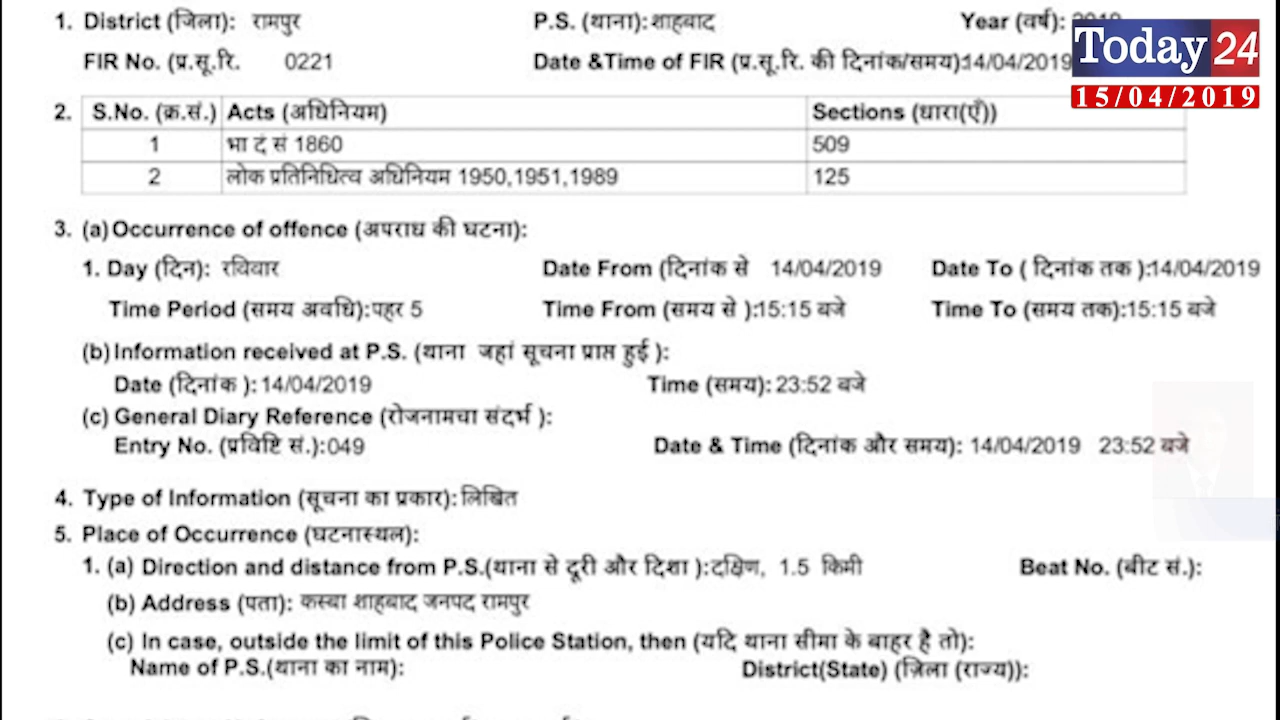 1. District (जिला): रामपुर P.S. (थाना): शाहबाद Year (वर्ष): 2019
FIR No. (प्र.सू.रि. 0221 Date &Time of FIR (प्र.सू.रि. की दिनांक/समय):14/04/2019
Today 24
15/04/2019
2. S.No. (क्र.सं.) Acts (अधिनियम) Sections (धारा(एँ))
1 भा दं सं 1860 509
2 लोक प्रतिनिधित्व अधिनियम 1950,1951,1989 125
3. (a) Occurrence of offence (अपराध की घटना):
1. Day (दिन): रविवार Date From (दिनांक से 14/04/2019 Date To ( दिनांक तक ):14/04/2019
Time Period (समय अवधि):पहर 5 Time From (समय से ):15:15 बजे Time To (समय तक):15:15 बजे
(b) Information received at P.S. (थाना जहां सूचना प्राप्त हुई ):
Date (दिनांक ): 14/04/2019 Time (समय): 23:52 बजे
(c) General Diary Reference (रोजनामचा संदर्भ ):
Entry No. (प्रविष्टि सं.):049 Date & Time (दिनांक और समय): 14/04/2019 23:52 बजे
4. Type of Information (सूचना का प्रकार): लिखित
5. Place of Occurrence (घटनास्थल):
1. (a) Direction and distance from P.S.(थाना से दूरी और दिशा ):दक्षिण, 1.5 किमी Beat No. (बीट सं.):
(b) Address (पता): कस्बा शाहबाद जनपद रामपुर
(c) In case, outside the limit of this Police Station, then (यदि थाना सीमा के बाहर है तो):
Name of P.S.(थाना का नाम): District(State) (ज़िला (राज्य)):